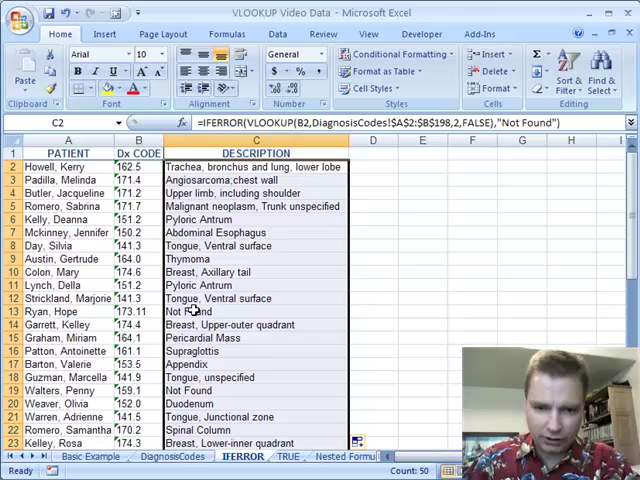 VLOOKUP Video Data - Microsoft Excel
Home Insert Page Layout Formulas Data Review View Developer Add-Ins
Paste
Arial 10
B I U A
General
$ % ,
Conditional Formatting
Format as Table
Cell Styles
Insert
Delete
Format
Σ
Sort & Filter
Find & Select
Clipboard Font Alignment Number Styles Cells Editing
C2 fx =IFERROR(VLOOKUP(B2,DiagnosisCodes!$A$2:$B$198,2,FALSE),"Not Found")
A B C D E F G H I
1 PATIENT Dx CODE DESCRIPTION
2 Howell, Kerry 162.5 Trachea, bronchus and lung, lower lobe
3 Padilla, Melinda 171.4 Angiosarcoma;chest wall
4 Butler, Jacqueline 171.2 Upper limb, including shoulder
5 Romero, Sabrina 171.7 Malignant neoplasm, Trunk unspecified
6 Kelly, Deanna 151.2 Pyloric Antrum
7 Mckinney, Jennifer 150.2 Abdominal Esophagus
8 Day, Silvia 141.3 Tongue, Ventral surface
9 Austin, Gertrude 164.0 Thymoma
10 Colon, Mary 174.6 Breast, Axillary tail
11 Lynch, Della 151.2 Pyloric Antrum
12 Strickland, Marjorie 141.3 Tongue, Ventral surface
13 Ryan, Hope 173.11 Not Found
14 Garrett, Kelley 174.4 Breast, Upper-outer quadrant
15 Graham, Miriam 164.1 Pericardial Mass
16 Patton, Antoinette 161.1 Supraglottis
17 Barton, Valerie 153.5 Appendix
18 Guzman, Marcella 141.9 Tongue, unspecified
19 Walters, Penny 159.1 Not Found
20 Weaver, Olivia 152.0 Duodenum
21 Warren, Adrienne 141.5 Tongue, Junctional zone
22 Romero, Samantha 170.2 Spinal Column
23 Kelley, Rosa 174.3 Breast, Lower-inner quadrant
Basic Example DiagnosisCodes IFERROR TRUE Nested Formu
Ready Count: 50